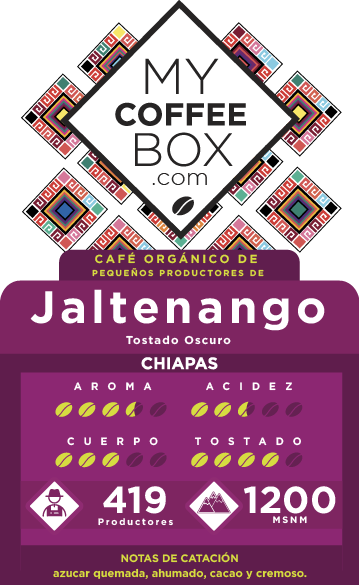 MY
COFFEE
BOX
.com
CAFÉ ORGÁNICO DE
PEQUEÑOS PRODUCTORES DE
Jaltenango
Tostado Oscuro
CHIAPAS
AROMA ACIDEZ
CUERPO TOSTADO
419 1200
Productores MSNM
NOTAS DE CATACIÓN
azucar quemada, ahumado, cacao y cremoso.